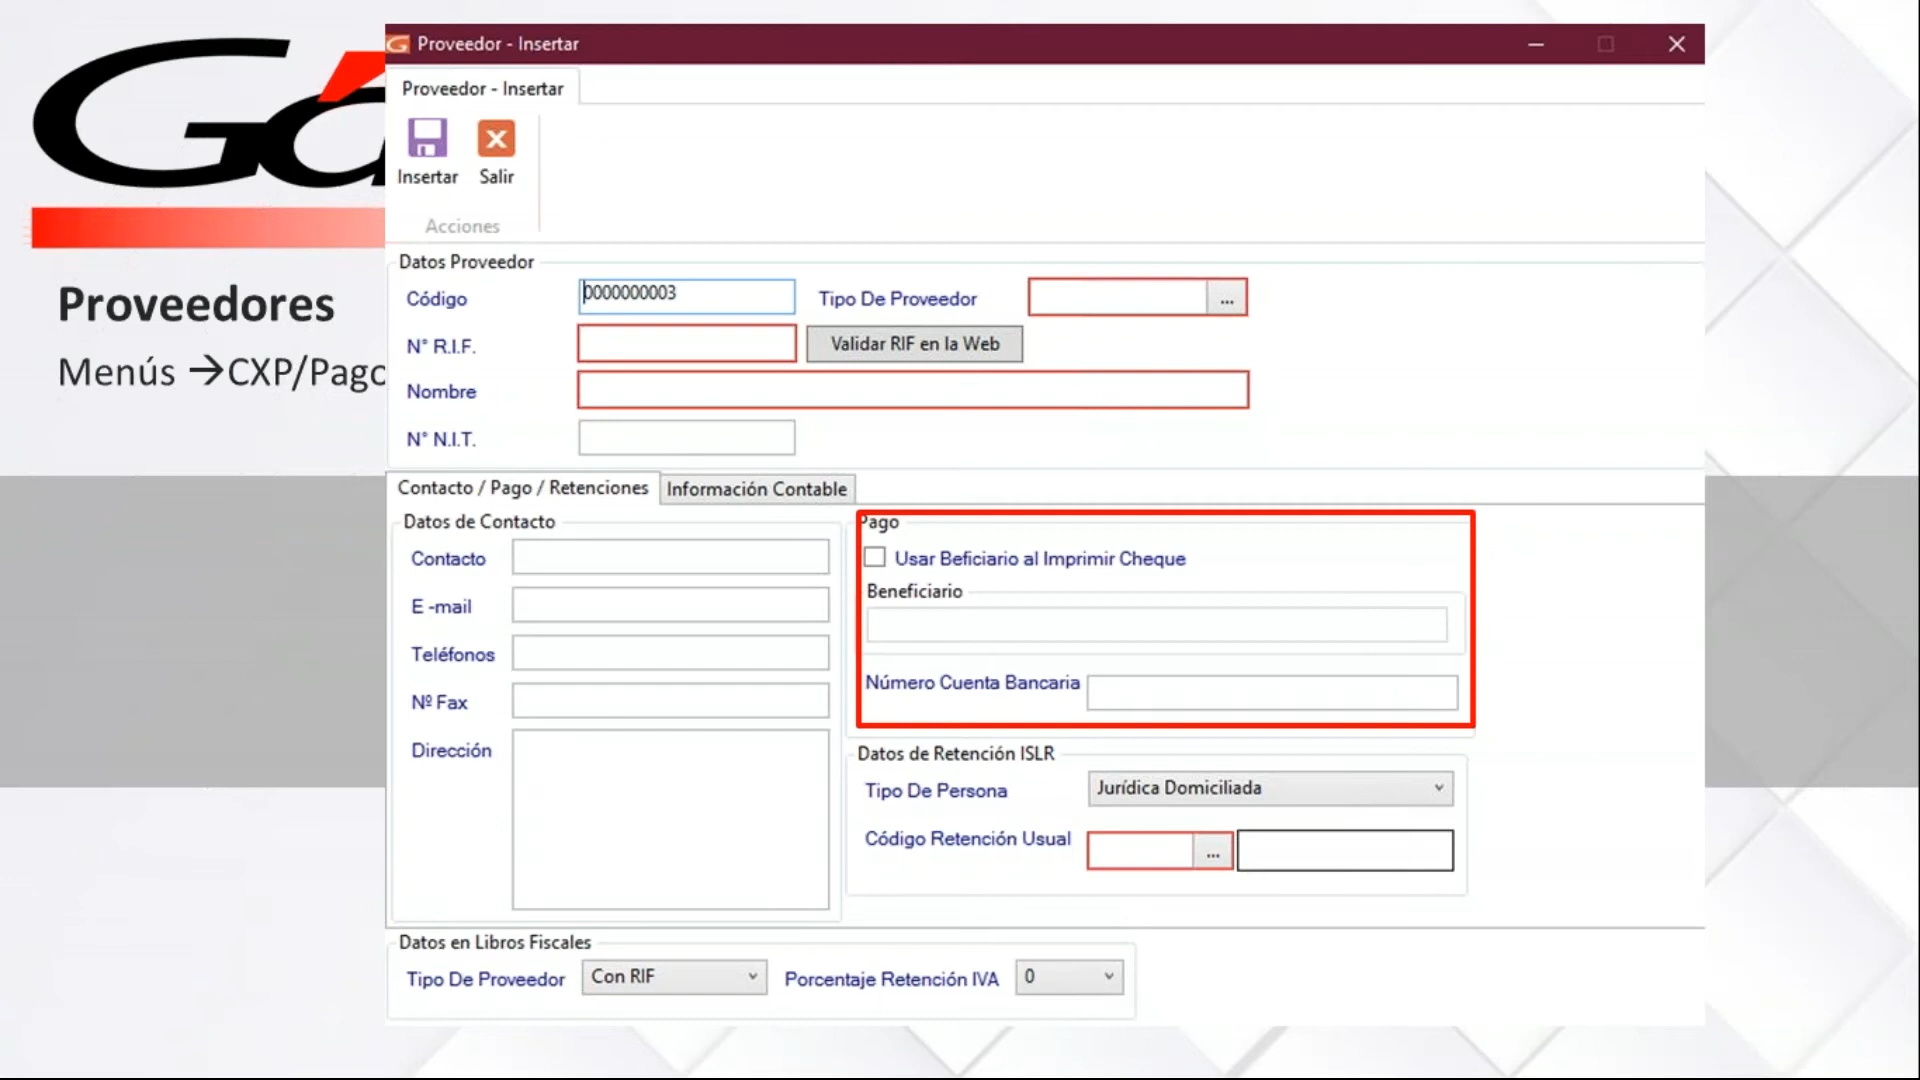 Gá
Proveedores
Menús →CXP/Pago
Proveedor - Insertar
Proveedor - Insertar
Insertar Salir
Acciones
Datos Proveedor
Código 0000000003 Tipo De Proveedor ...
N° R.I.F. Validar RIF en la Web
Nombre
N° N.I.T.
Contacto / Pago / Retenciones Información Contable
Datos de Contacto
Contacto
E -mail
Teléfonos
Nº Fax
Dirección
Pago
Usar Beficiario al Imprimir Cheque
Beneficiario
Número Cuenta Bancaria
Datos de Retención ISLR
Tipo De Persona Jurídica Domiciliada
Código Retención Usual ...
Datos en Libros Fiscales
Tipo De Proveedor Con RIF Porcentaje Retención IVA 0